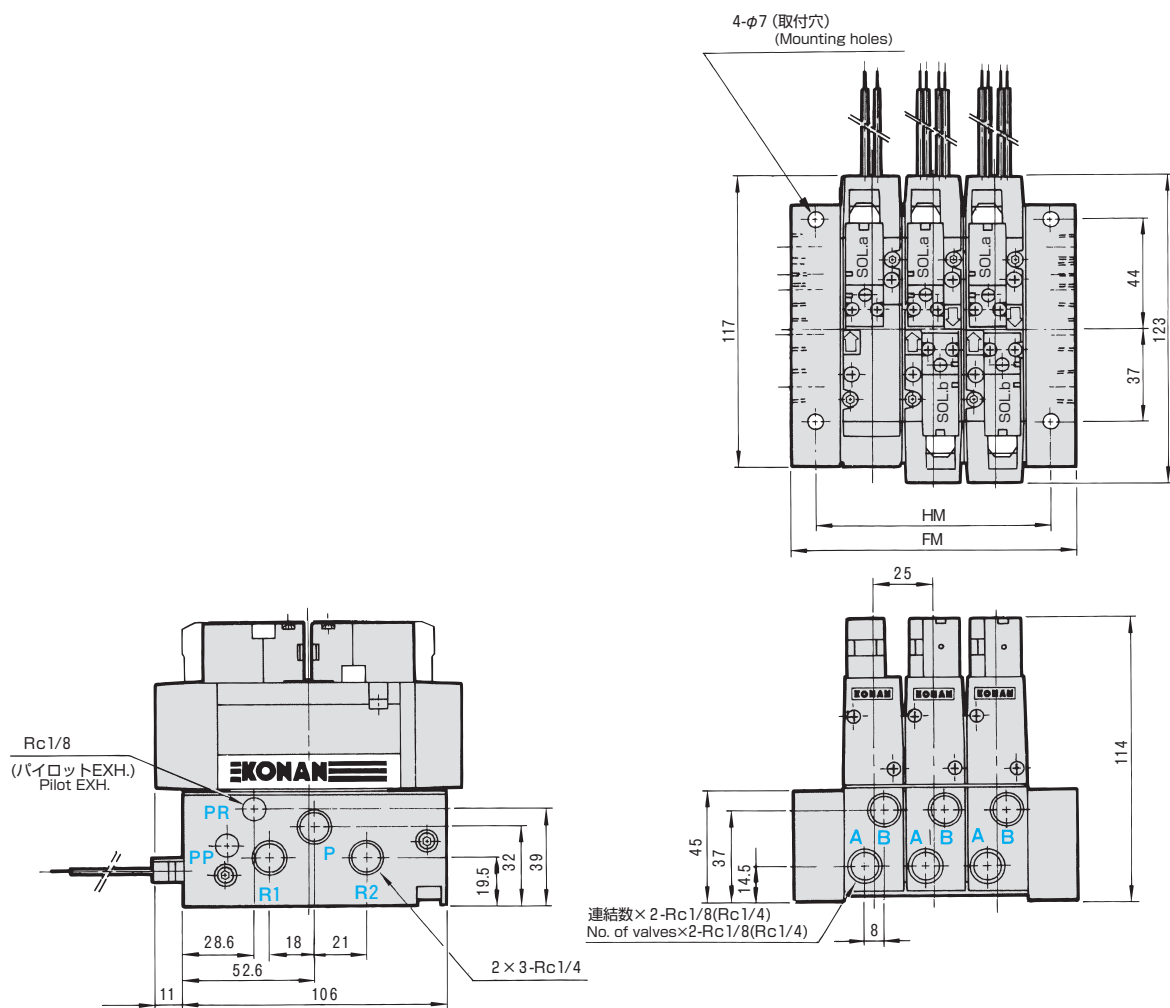 4-φ7 (取付穴)
(Mounting holes)
SOL.a
SOL.a
SOL.a
SOL.b
SOL.b
117
44
37
123
HM
FM
25
KONAN
KONAN
KONAN
A B A B A B
45
37
14.5
114
8
連結数×2-Rc1/8(Rc1/4)
No. of valves×2-Rc1/8(Rc1/4)
Rc1/8
(パイロットEXH.)
Pilot EXH.
KONAN
PR
PP
P
R1
R2
19.5
32
39
28.6
18
21
52.6
11
106
2×3-Rc1/4